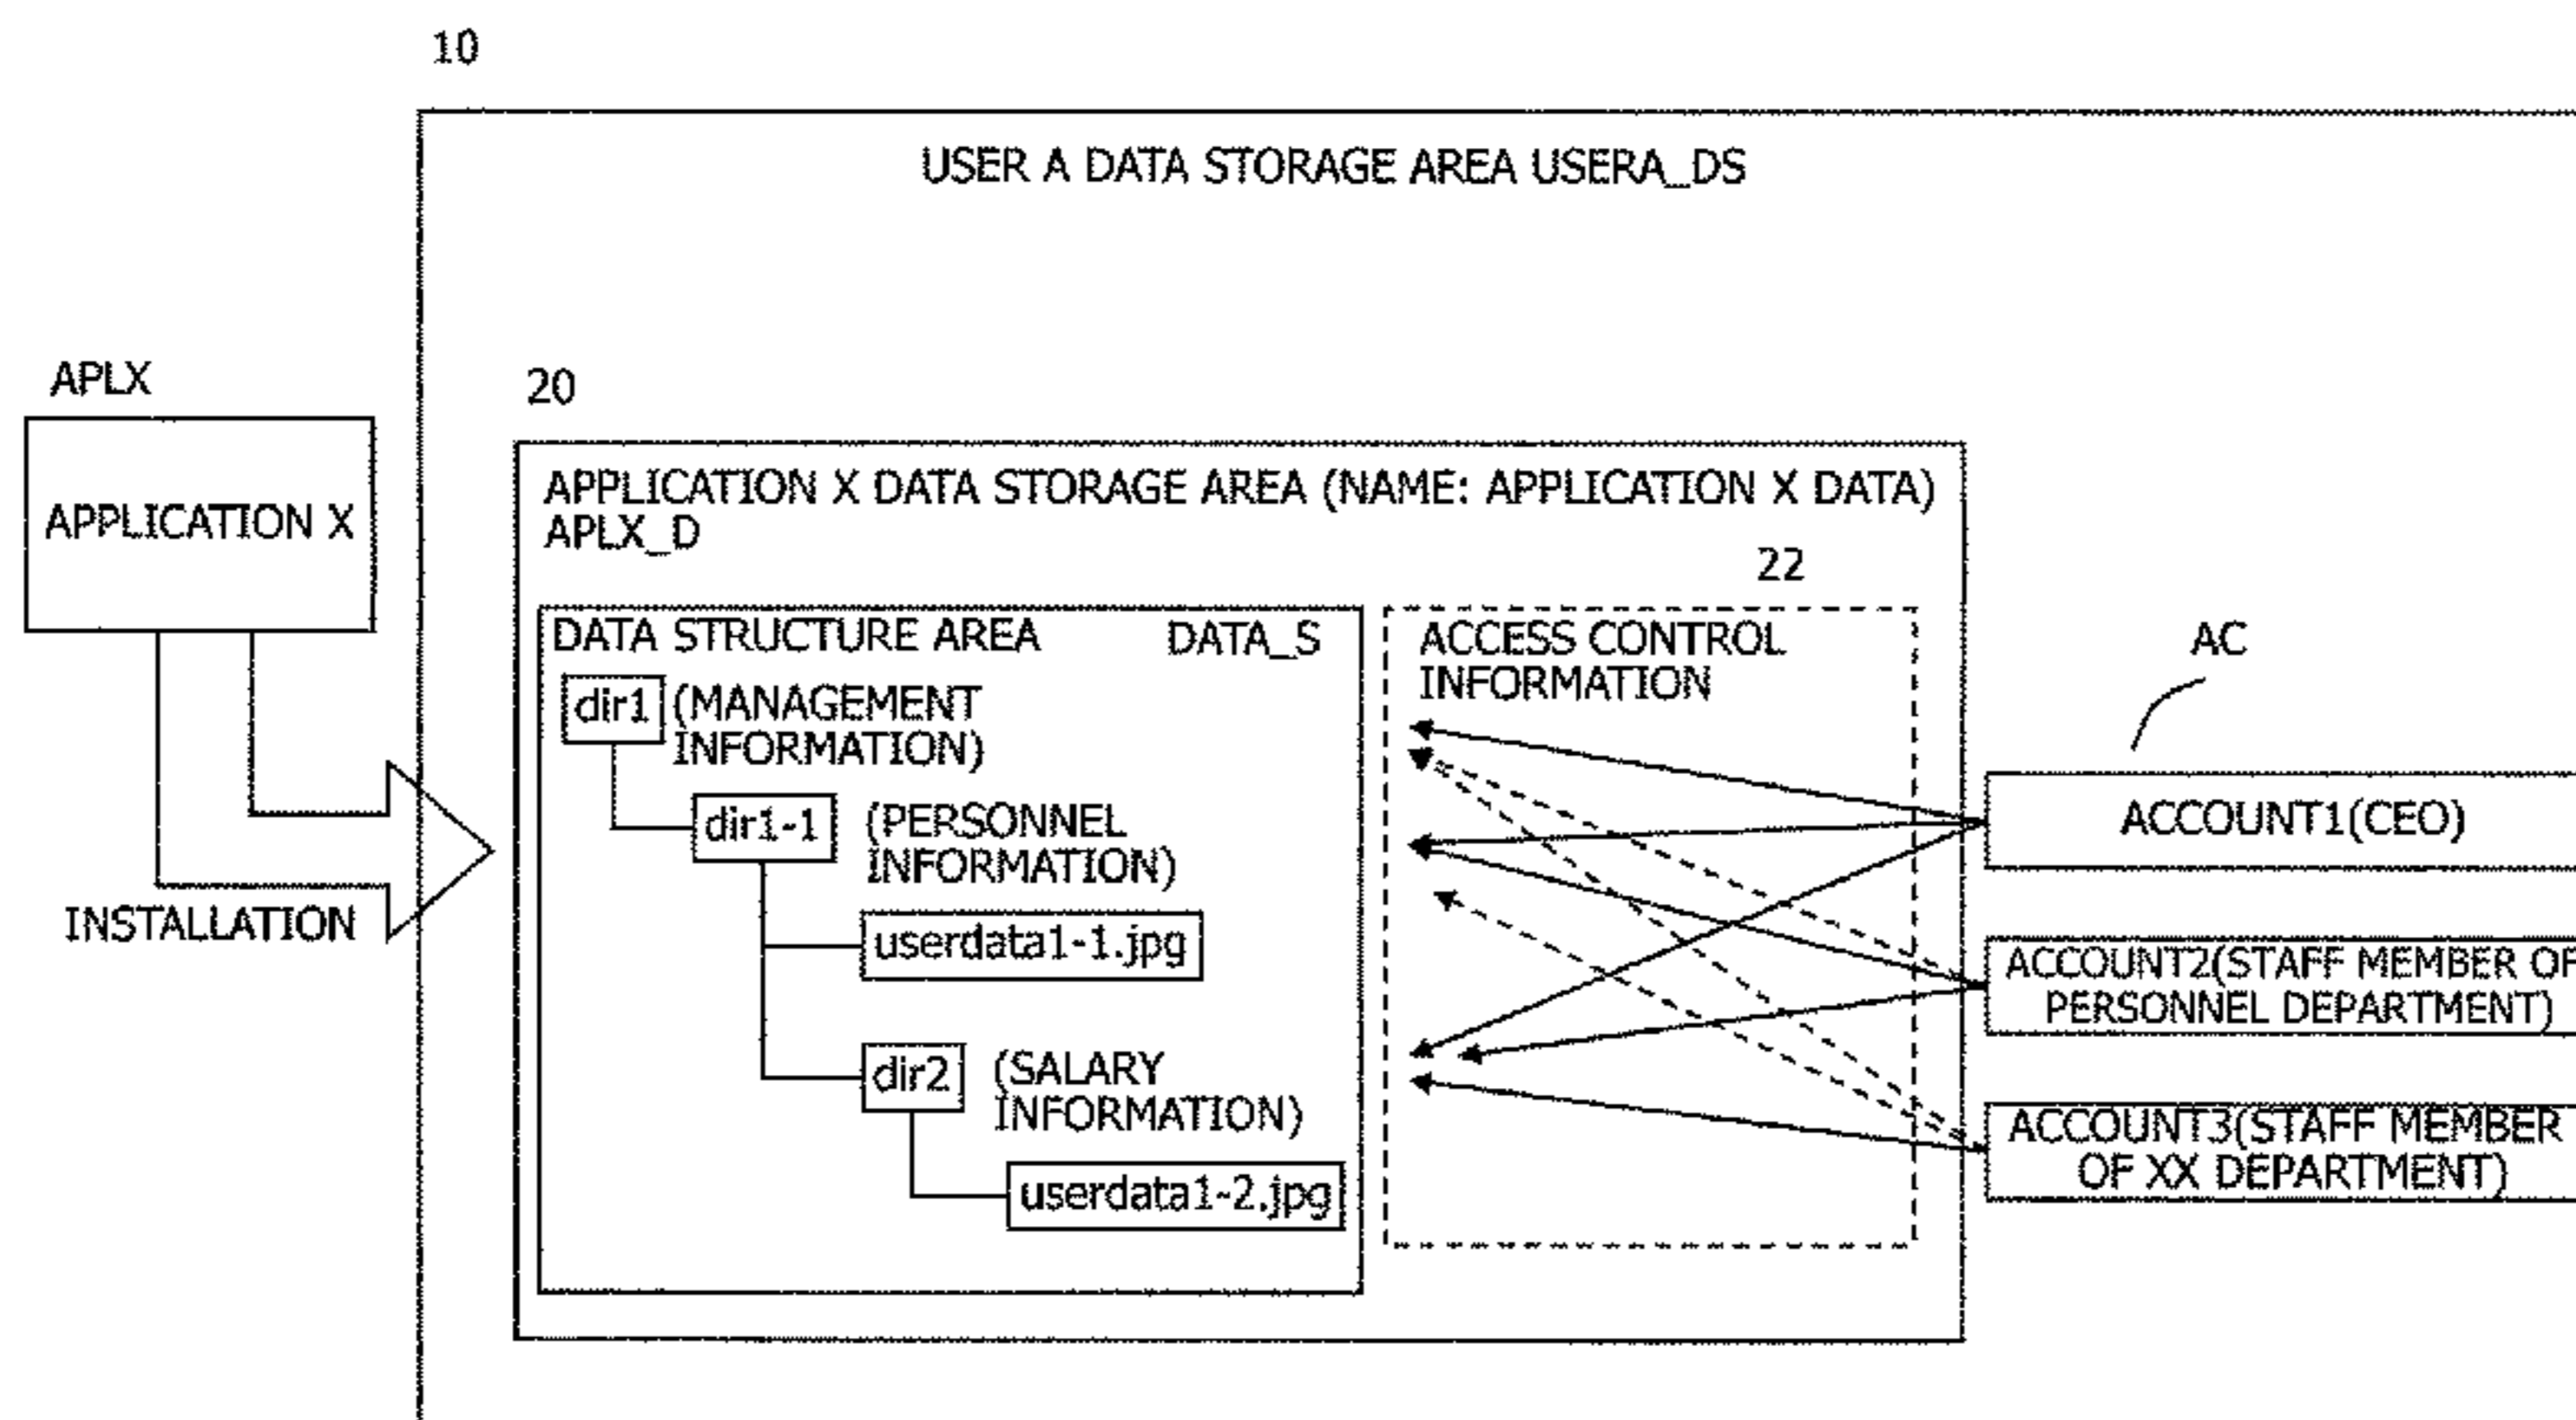 10
USER A DATA STORAGE AREA USERA_DS
APLX
APPLICATION X
INSTALLATION
20
APPLICATION X DATA STORAGE AREA (NAME: APPLICATION X DATA)
APLX_D
22
DATA STRUCTURE AREA DATA_S
dir1 (MANAGEMENT
INFORMATION)
dir1-1 (PERSONNEL
INFORMATION)
userdata1-1.jpg
dir2 (SALARY
INFORMATION)
userdata1-2.jpg
ACCESS CONTROL
INFORMATION
AC
ACCOUNT1(CEO)
ACCOUNT2(STAFF MEMBER OF
PERSONNEL DEPARTMENT)
ACCOUNT3(STAFF MEMBER
OF XX DEPARTMENT)